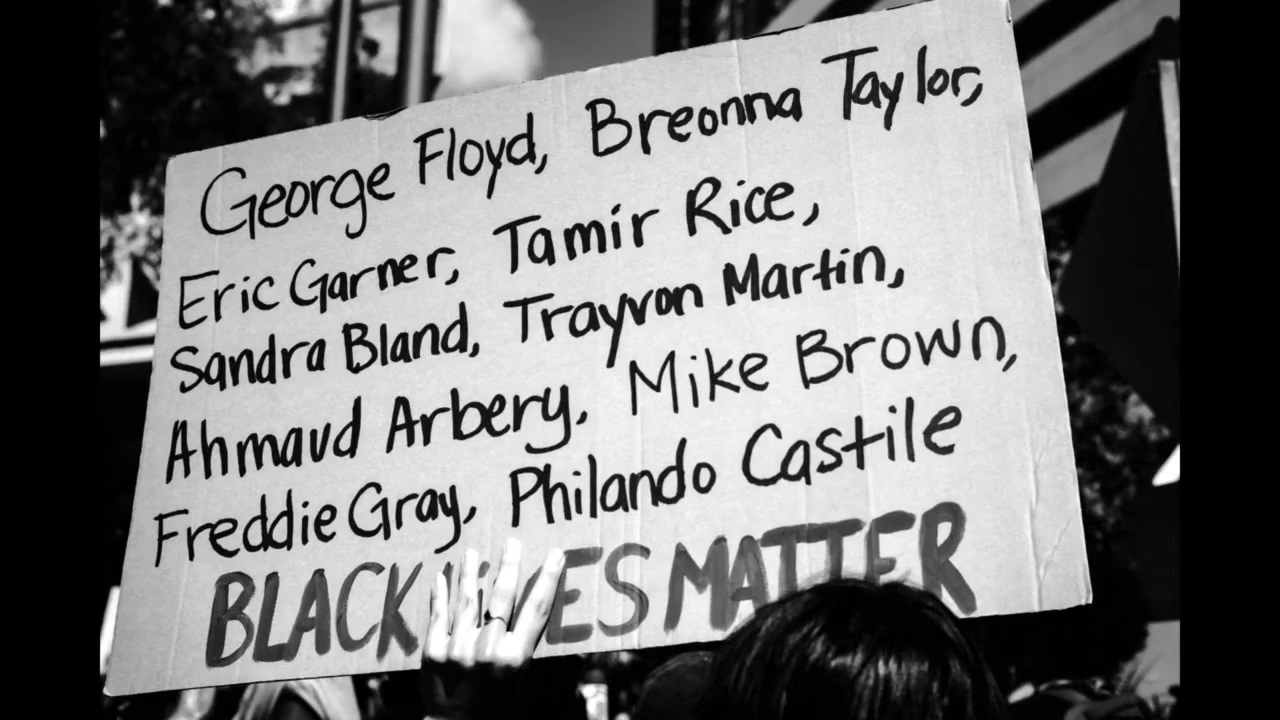 George Floyd, Breonna Taylor,
Eric Garner, Tamir Rice,
Sandra Bland, Trayvon Martin,
Ahmaud Arbery, Mike Brown,
Freddie Gray, Philando Castile
BLACK LIVES MATTER